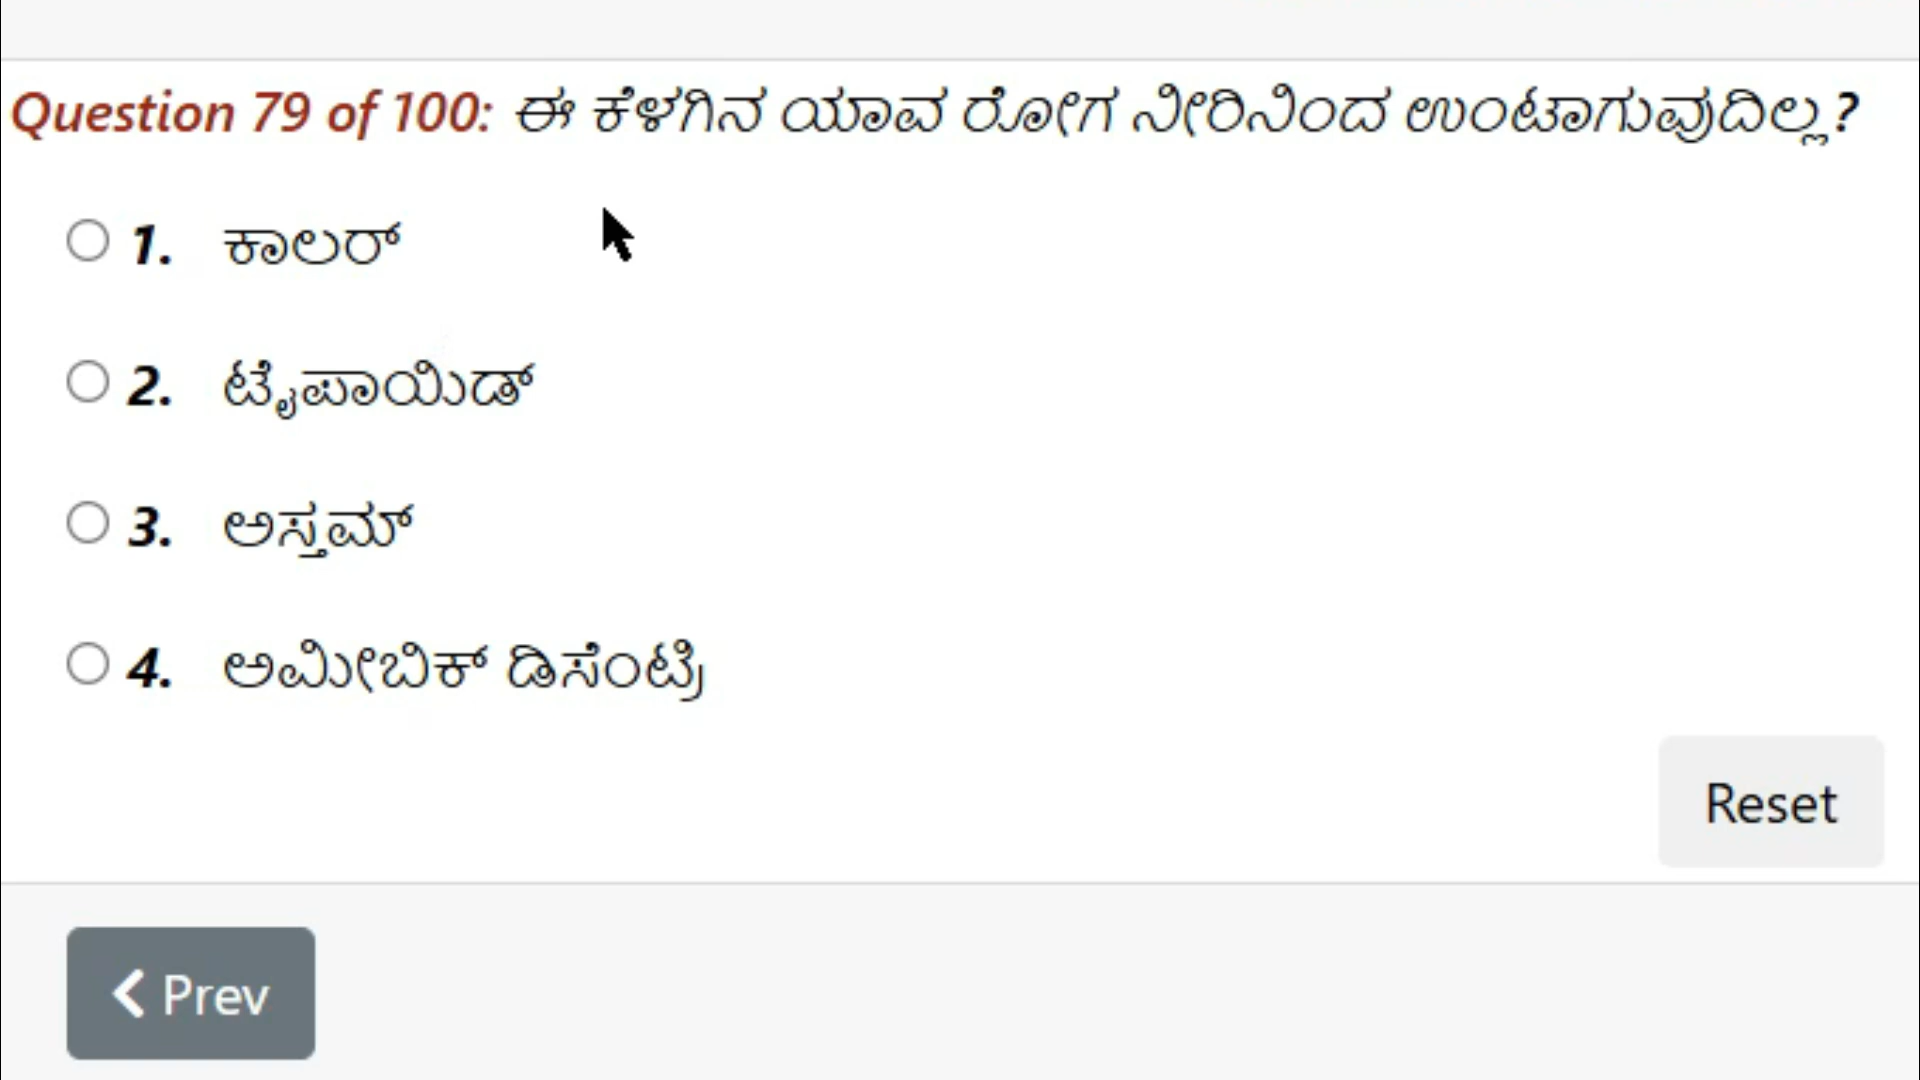 Question 79 of 100: ಈ ಕೆಳಗಿನ ಯಾವ ರೋಗ ನೀರಿನಿಂದ ಉಂಟಾಗುವುದಿಲ್ಲ?
1. ಕಾಲರ್
2. ಟೈಪಾಯಿಡ್
3. ಅಸ್ತಮ್
4. ಅಮೀಬಿಕ್ ಡಿಸೆಂಟ್ರಿ
Reset
Prev